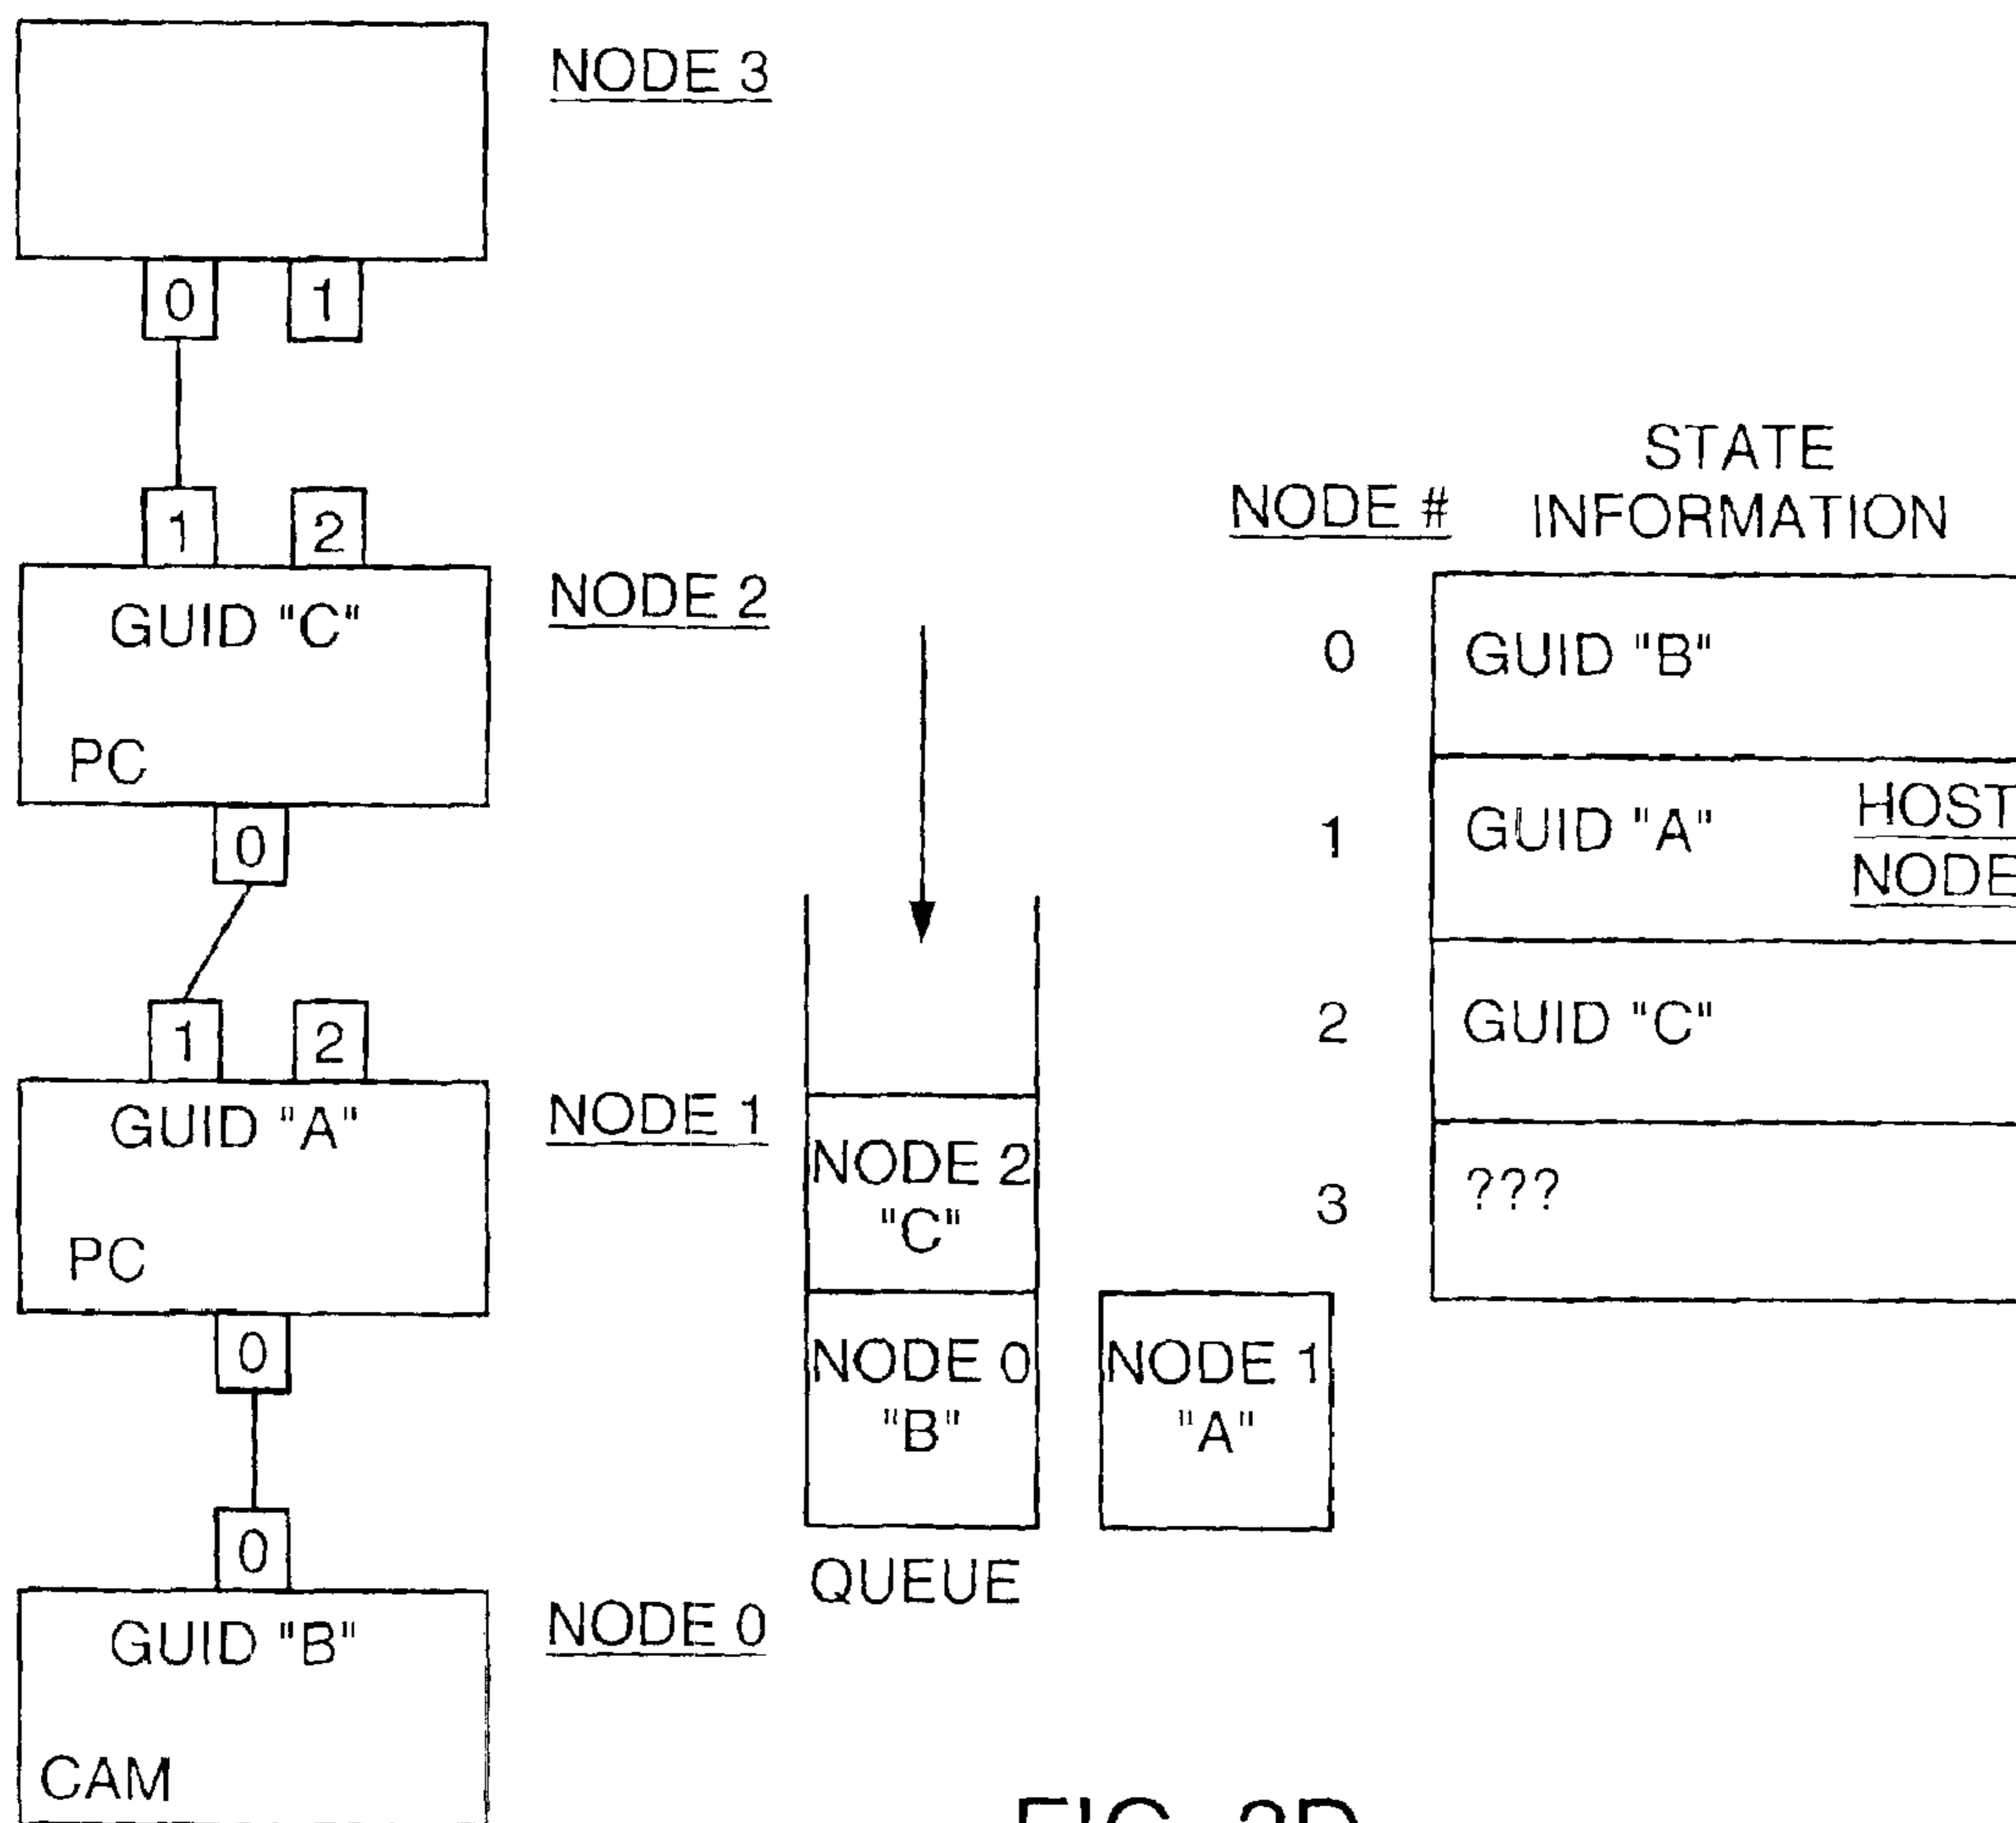 NODE 3
0 1
1 2
GUID "C"
PC
NODE 2
0
1 2
GUID "A"
PC
NODE 1
0
0
GUID "B"
CAM
NODE 0
NODE 2
"C"
NODE 0
"B"
QUEUE
NODE 1
"A"
NODE #
STATE
INFORMATION
0 GUID "B"
1 GUID "A"
HOST
NODE
2 GUID "C"
3 ???